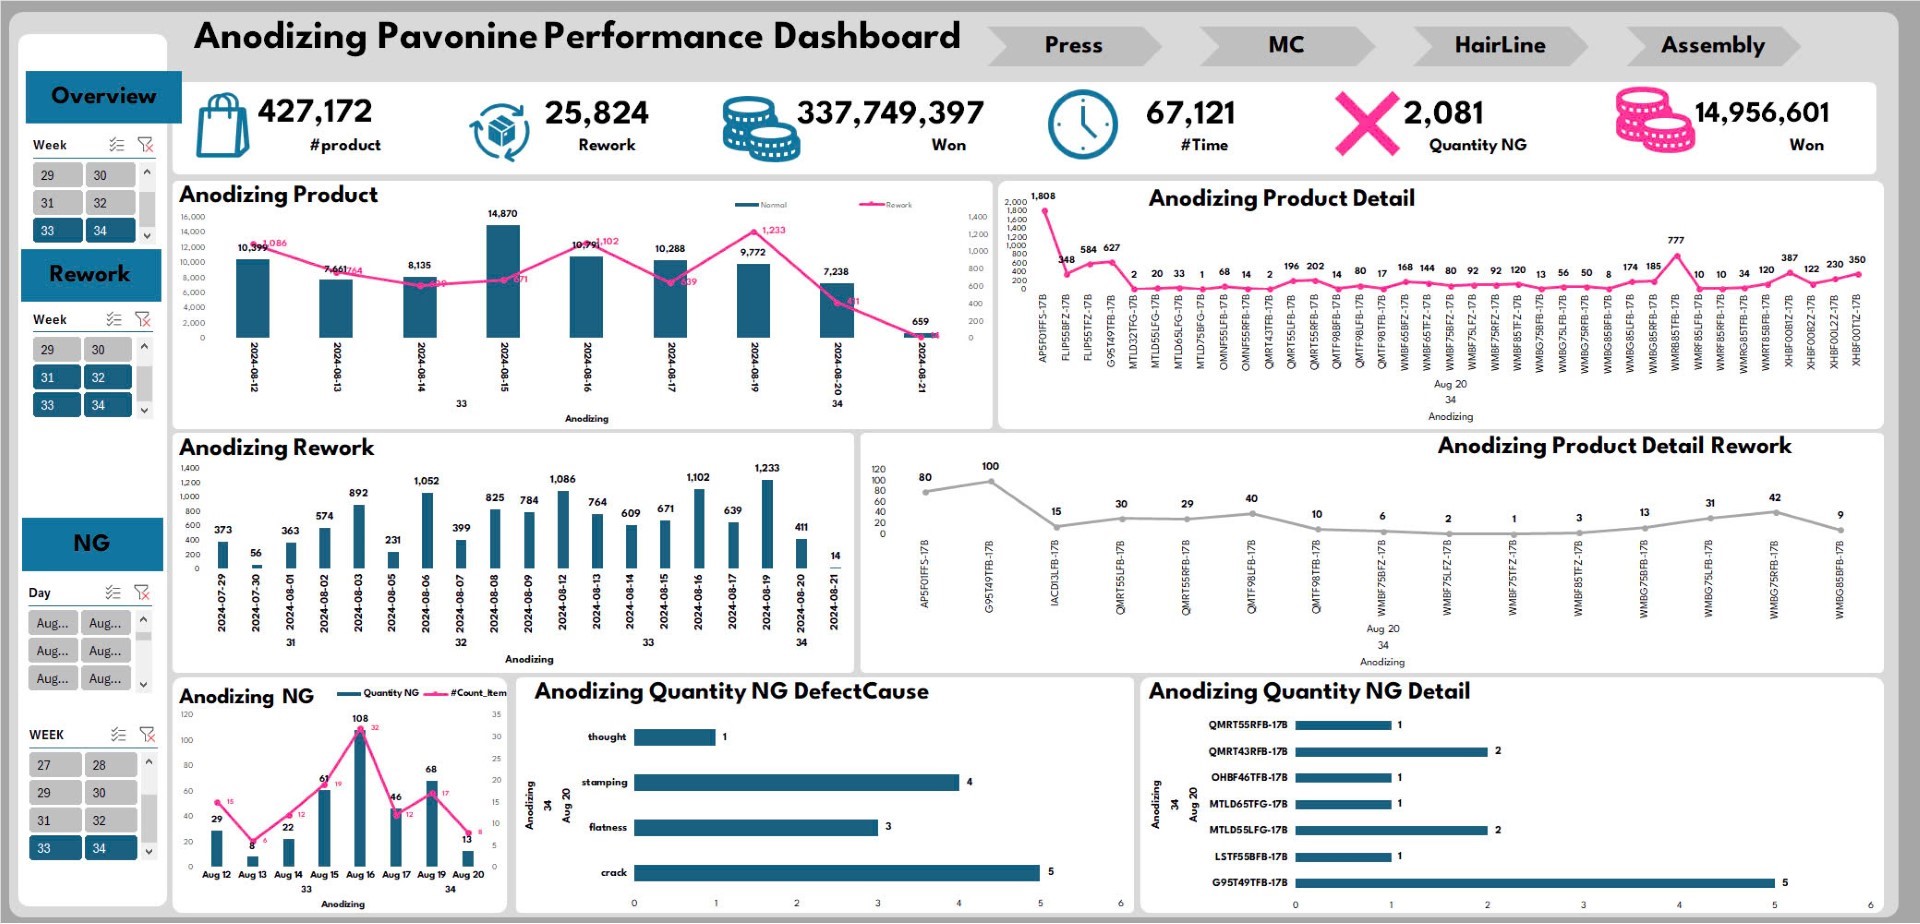 Anodizing Pavonine Performance Dashboard
Press
MC
HairLine
Assembly
Overview
427,172
#product
25,824
Rework
337,749,397
Won
67,121
#Time
2,081
Quantity NG
14,956,601
Won
Week
29 30
31 32
33 34
Rework
Week
29 30
31 32
33 34
NG
Day
Aug... Aug...
Aug... Aug...
Aug... Aug...
WEEK
27 28
29 30
31 32
33 34
Anodizing Product
Normal
Rework
16,000
14,000
12,000
10,000
8,000
6,000
4,000
2,000
0
1,400
1,200
1,000
800
600
400
200
0
10,399
7,661
8,135
14,870
10,791
10,288
9,772
7,238
659
1,086
764
671
1,102
639
1,233
411
2024-08-12
2024-08-13
2024-08-14
2024-08-15
2024-08-16
2024-08-17
2024-08-19
2024-08-20
2024-08-21
33
34
Anodizing
Anodizing Product Detail
2,000
1,800
1,600
1,400
1,200
1,000
800
600
400
200
0
1,808 348 584 627 2 20 33 1 68 14 2 196 202 14 80 17 168 144 80 92 92 120 13 56 50 8 174 185 777 10 10 34 120 387 122 230 350
AP5F01FFS-17B
FLIP55BFZ-17B
FLIP55TFZ-17B
G95T49TFB-17B
MTLD32TFG-17B
MTLD55LFG-17B
MTLD65LFG-17B
MTLD75BFG-17B
OMNF55LFB-17B
OMNF55RFB-17B
QMRT43TFB-17B
QMRT55LFB-17B
QMRT55RFB-17B
QMTF98BFB-17B
QMTF98LFB-17B
QMTF98TFB-17B
WMBF65BFZ-17B
WMBF65TFZ-17B
WMBF75BFZ-17B
WMBF75LFZ-17B
WMBF75RFZ-17B
WMBF85TFZ-17B
WMBG75BFB-17B
WMBG75LFB-17B
WMBG75RFB-17B
WMBG85BFB-17B
WMBG85LFB-17B
WMBG85RFB-17B
WMRB85TFB-17B
WMRF85LFB-17B
WMRF85RFB-17B
WMRG85TFB-17B
WMRT85BFB-17B
XHBF00B1Z-17B
XHBF00B2Z-17B
XHBF00L2Z-17B
XHBF00T1Z-17B
Aug 20
34
Anodizing
Anodizing Rework
1,400
1,200
1,000
800
600
400
200
0
373 56 363 574 892 231 1,052 399 825 784 1,086 764 609 671 1,102 639 1,233 411 14
2024-07-29
2024-07-30
2024-08-01
2024-08-02
2024-08-03
2024-08-05
2024-08-06
2024-08-07
2024-08-08
2024-08-09
2024-08-12
2024-08-13
2024-08-14
2024-08-15
2024-08-16
2024-08-17
2024-08-19
2024-08-20
2024-08-21
31 32 33 34
Anodizing
Anodizing Product Detail Rework
120
100
80
60
40
20
0
80 100 15 30 29 40 10 6 2 1 3 13 31 42 9
AP5F01FFS-17B
G95T49TFB-17B
IACD13LFB-17B
QMRT55LFB-17B
QMRT55RFB-17B
QMTF98LFB-17B
QMTF98TFB-17B
WMBF75BFZ-17B
WMBF75LFZ-17B
WMBF75TFZ-17B
WMBF85TFZ-17B
WMBG75BFB-17B
WMBG75LFB-17B
WMBG75RFB-17B
WMBG85BFB-17B
Aug 20
34
Anodizing
Anodizing NG
Quantity NG
#Count_Item
120
100
80
60
40
20
0
35
30
25
20
15
10
5
0
29 8 22 61 108 46 68 13
15 6 12 19 32 12 17 8
Aug 12 Aug 13 Aug 14 Aug 15 Aug 16 Aug 17 Aug 19 Aug 20
33 34
Anodizing
Anodizing Quantity NG DefectCause
Anodizing
34
Aug 20
thought 1
stamping 4
flatness 3
crack 5
0 1 2 3 4 5 6
Anodizing Quantity NG Detail
Anodizing
34
Aug 20
QMRT55RFB-17B 1
QMRT43RFB-17B 2
OHBF46TFB-17B 1
MTLD65TFG-17B 1
MTLD55LFG-17B 2
LSTF55BFB-17B 1
G95T49TFB-17B 5
0 1 2 3 4 5 6